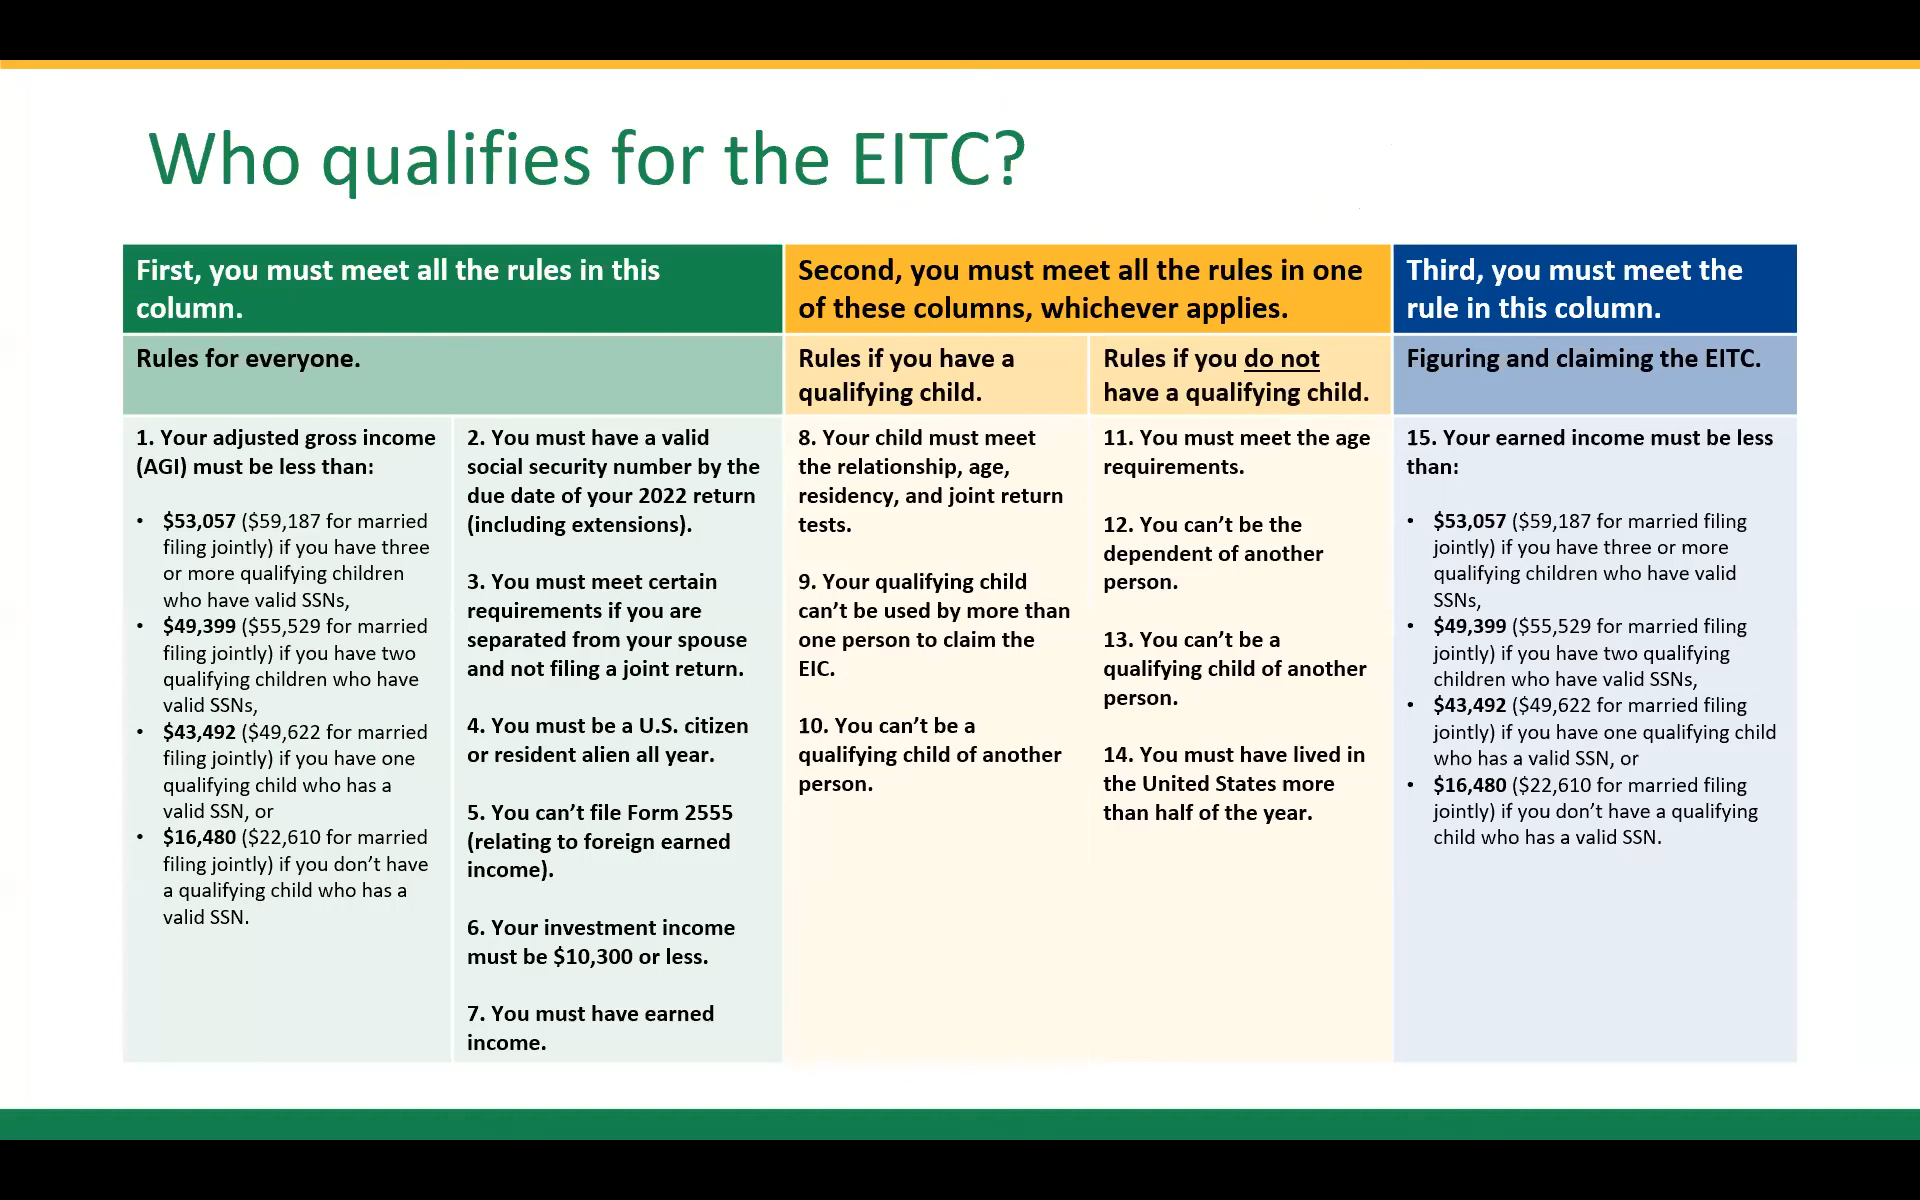 Who qualifies for the EITC?
First, you must meet all the rules in this
column.
Second, you must meet all the rules in one
of these columns, whichever applies.
Third, you must meet the
rule in this column.
Rules for everyone.
Rules if you have a
qualifying child.
Rules if you do not
have a qualifying child.
Figuring and claiming the EITC.
1. Your adjusted gross income
(AGI) must be less than:
• $53,057 ($59,187 for married
filing jointly) if you have three
or more qualifying children
who have valid SSNs,
• $49,399 ($55,529 for married
filing jointly) if you have two
qualifying children who have
valid SSNs,
• $43,492 ($49,622 for married
filing jointly) if you have one
qualifying child who has a
valid SSN, or
• $16,480 ($22,610 for married
filing jointly) if you don’t have
a qualifying child who has a
valid SSN.
2. You must have a valid
social security number by the
due date of your 2022 return
(including extensions).
3. You must meet certain
requirements if you are
separated from your spouse
and not filing a joint return.
4. You must be a U.S. citizen
or resident alien all year.
5. You can’t file Form 2555
(relating to foreign earned
income).
6. Your investment income
must be $10,300 or less.
7. You must have earned
income.
8. Your child must meet
the relationship, age,
residency, and joint return
tests.
9. Your qualifying child
can’t be used by more than
one person to claim the
EIC.
10. You can’t be a
qualifying child of another
person.
11. You must meet the age
requirements.
12. You can’t be the
dependent of another
person.
13. You can’t be a
qualifying child of another
person.
14. You must have lived in
the United States more
than half of the year.
15. Your earned income must be less
than:
• $53,057 ($59,187 for married filing
jointly) if you have three or more
qualifying children who have valid
SSNs,
• $49,399 ($55,529 for married filing
jointly) if you have two qualifying
children who have valid SSNs,
• $43,492 ($49,622 for married filing
jointly) if you have one qualifying child
who has a valid SSN, or
• $16,480 ($22,610 for married filing
jointly) if you don’t have a qualifying
child who has a valid SSN.